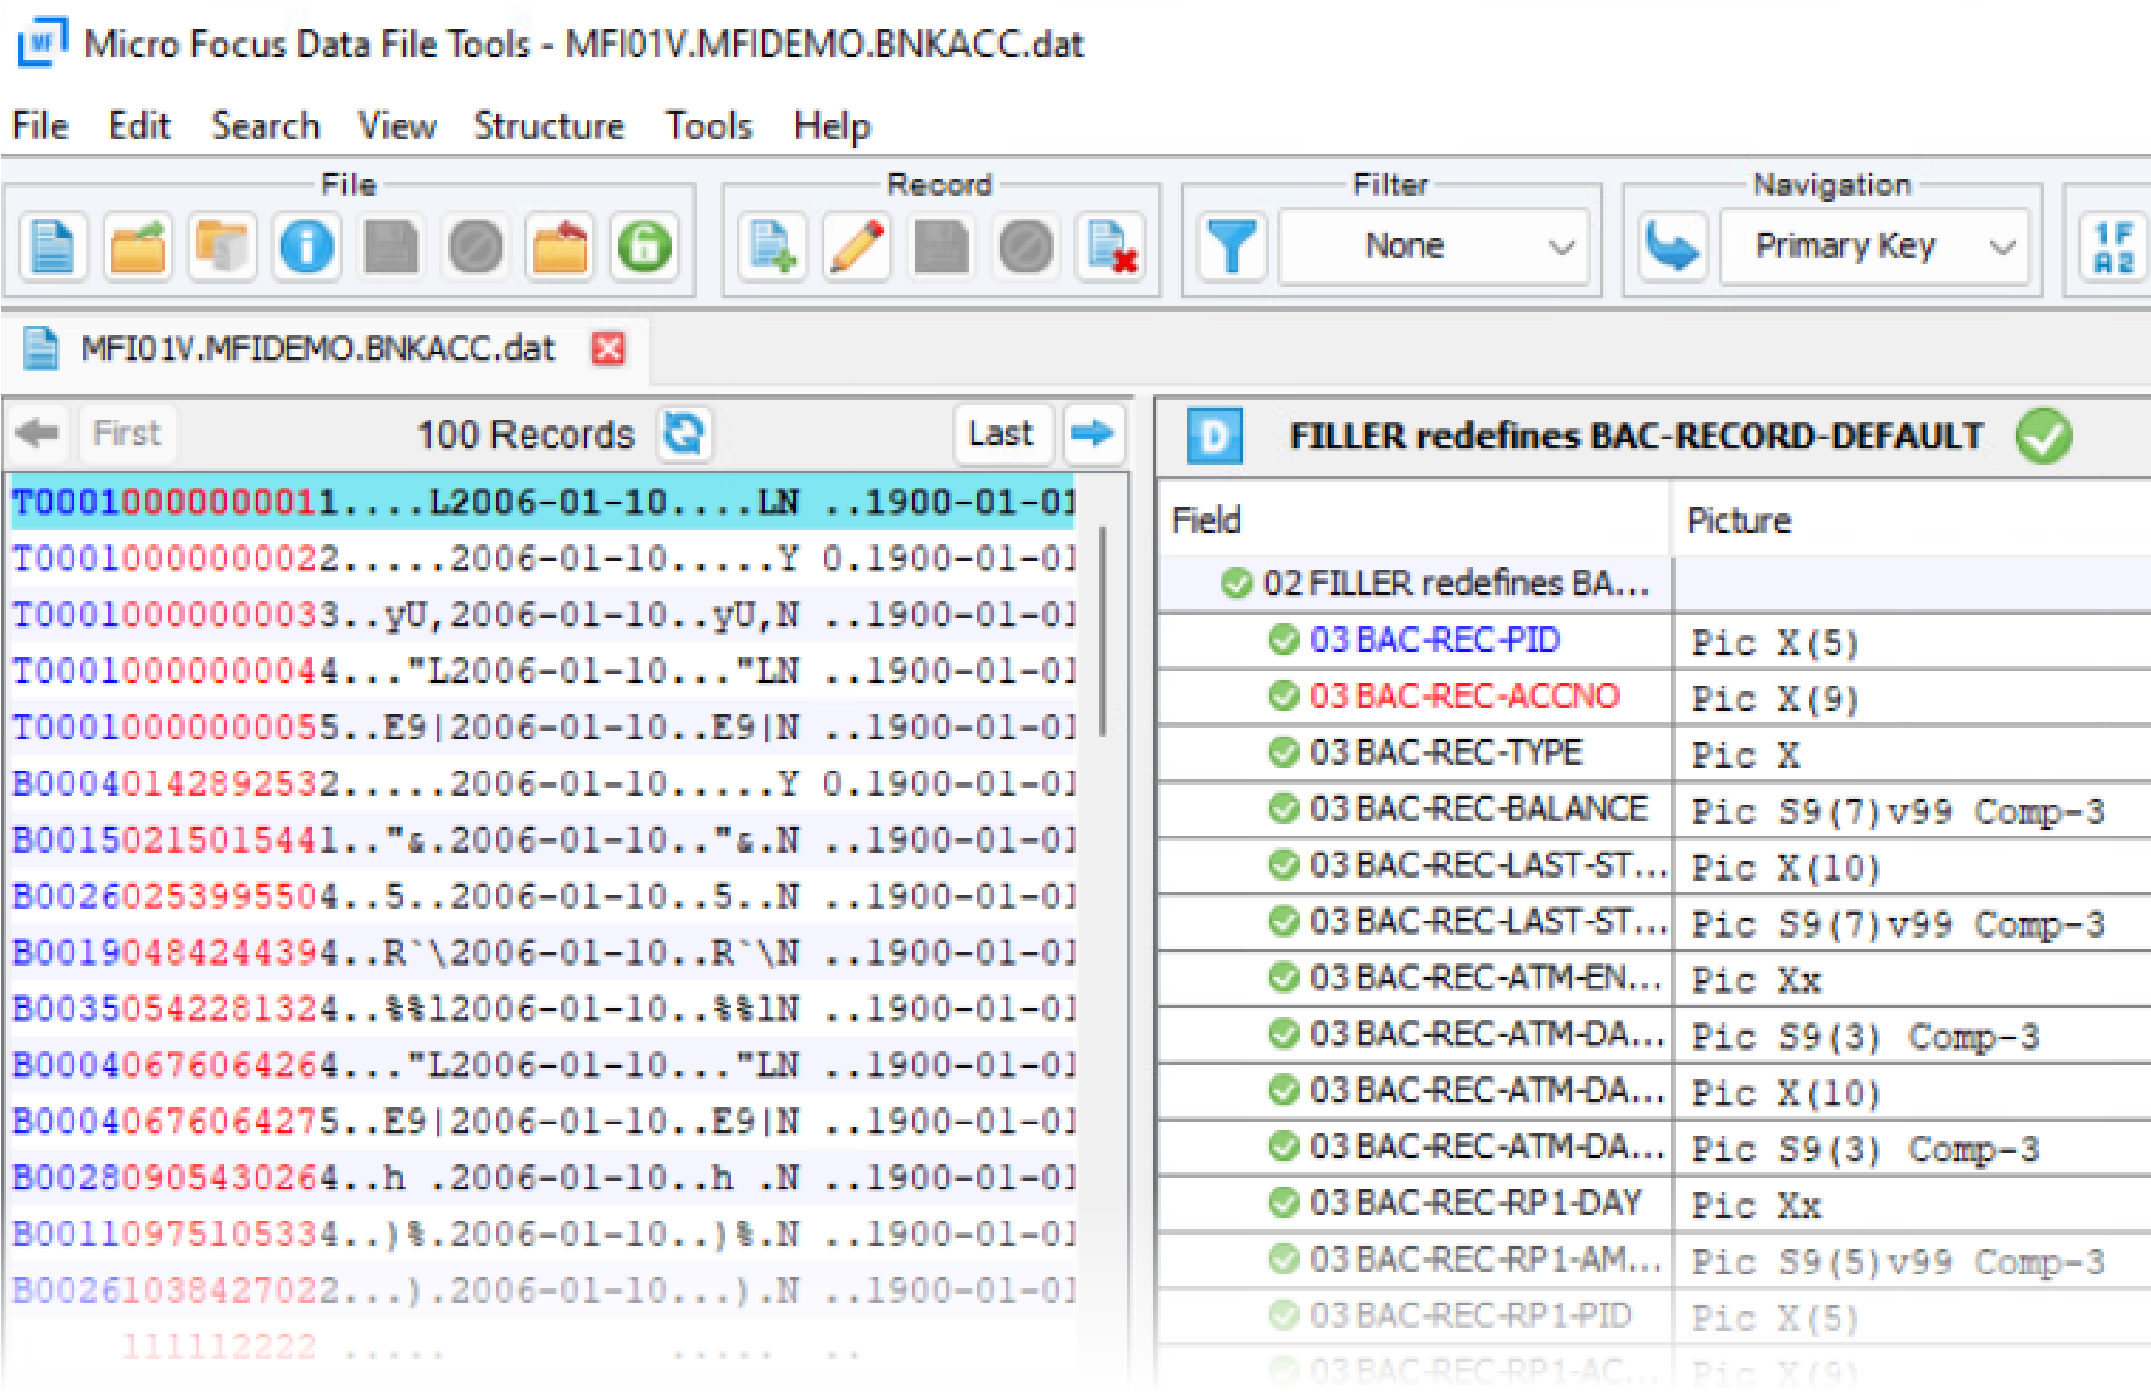 MF Micro Focus Data File Tools - MFI01V.MFIDEMO.BNKACC.dat
File Edit Search View Structure Tools Help
File Record Filter Navigation
None Primary Key 1F A2
MFI01V.MFIDEMO.BNKACC.dat
First 100 Records Last
T00010000000011....L2006-01-10....LN ..1900-01-01
T00010000000022.....2006-01-10.....Y 0.1900-01-01
T00010000000033..yU,2006-01-10..yU,N ..1900-01-01
T00010000000044..."L2006-01-10..."LN ..1900-01-01
T00010000000055..E9|2006-01-10..E9|N ..1900-01-01
B00040142892532.....2006-01-10.....Y 0.1900-01-01
B00150215015441.."&.2006-01-10.."&.N ..1900-01-01
B00260253995504..5..2006-01-10..5..N ..1900-01-01
B00190484244394..R`\2006-01-10..R`\N ..1900-01-01
B00350542281324..%%12006-01-10..%%1N ..1900-01-01
B00040676064264..."L2006-01-10..."LN ..1900-01-01
B00040676064275..E9|2006-01-10..E9|N ..1900-01-01
B00280905430264..h .2006-01-10..h .N ..1900-01-01
B00110975105334..)%.2006-01-10..)%.N ..1900-01-01
B00261038427022...).2006-01-10...).N ..1900-01-01
111112222 ..... ..... ..
D FILLER redefines BAC-RECORD-DEFAULT
Field Picture
02 FILLER redefines BA...
03 BAC-REC-PID Pic X(5)
03 BAC-REC-ACCNO Pic X(9)
03 BAC-REC-TYPE Pic X
03 BAC-REC-BALANCE Pic S9(7)v99 Comp-3
03 BAC-REC-LAST-ST... Pic X(10)
03 BAC-REC-LAST-ST... Pic S9(7)v99 Comp-3
03 BAC-REC-ATM-EN... Pic Xx
03 BAC-REC-ATM-DA... Pic S9(3) Comp-3
03 BAC-REC-ATM-DA... Pic X(10)
03 BAC-REC-ATM-DA... Pic S9(3) Comp-3
03 BAC-REC-RP1-DAY Pic Xx
03 BAC-REC-RP1-AM... Pic S9(5)v99 Comp-3
03 BAC-REC-RP1-PID Pic X(5)
03 BAC-REC-RP1-AC... Pic X(9)